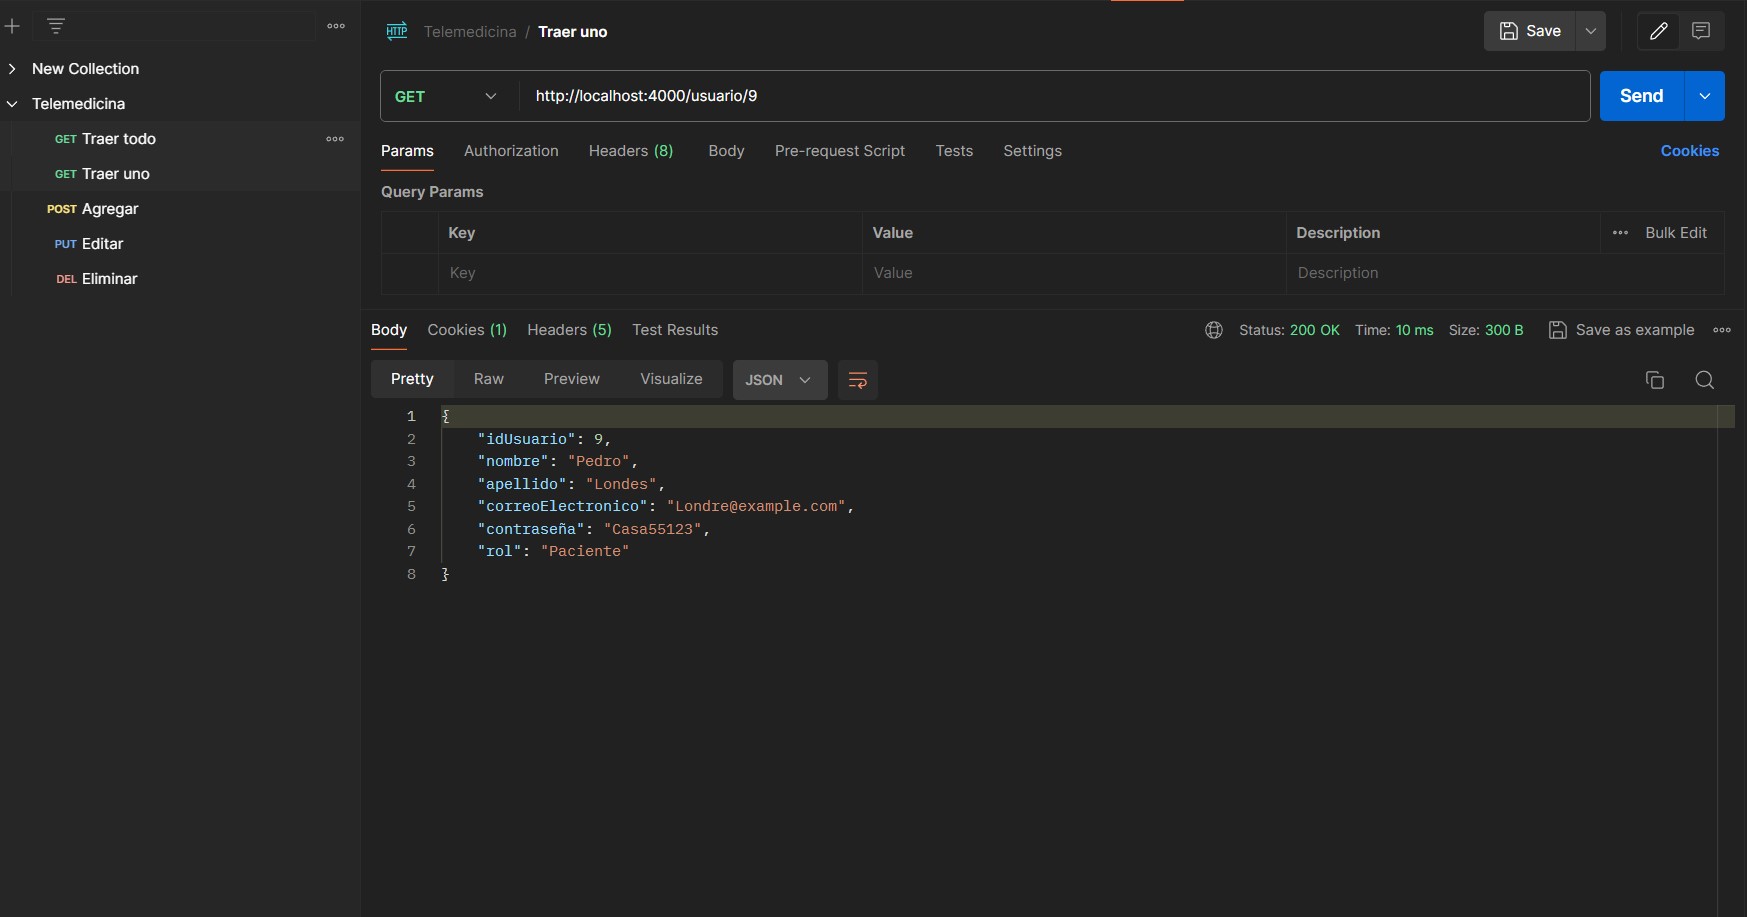 New Collection
Telemedicina
GET Traer todo
GET Traer uno
POST Agregar
PUT Editar
DEL Eliminar
HTTP Telemedicina / Traer uno
Save
GET http://localhost:4000/usuario/9
Send
Params Authorization Headers (8) Body Pre-request Script Tests Settings Cookies
Query Params
Key Value Description Bulk Edit
Key Value Description
Body Cookies (1) Headers (5) Test Results Status: 200 OK Time: 10 ms Size: 300 B Save as example
Pretty Raw Preview Visualize JSON
1 {
2 "idUsuario": 9,
3 "nombre": "Pedro",
4 "apellido": "Londes",
5 "correoElectronico": "Londre@example.com",
6 "contraseña": "Casa55123",
7 "rol": "Paciente"
8 }